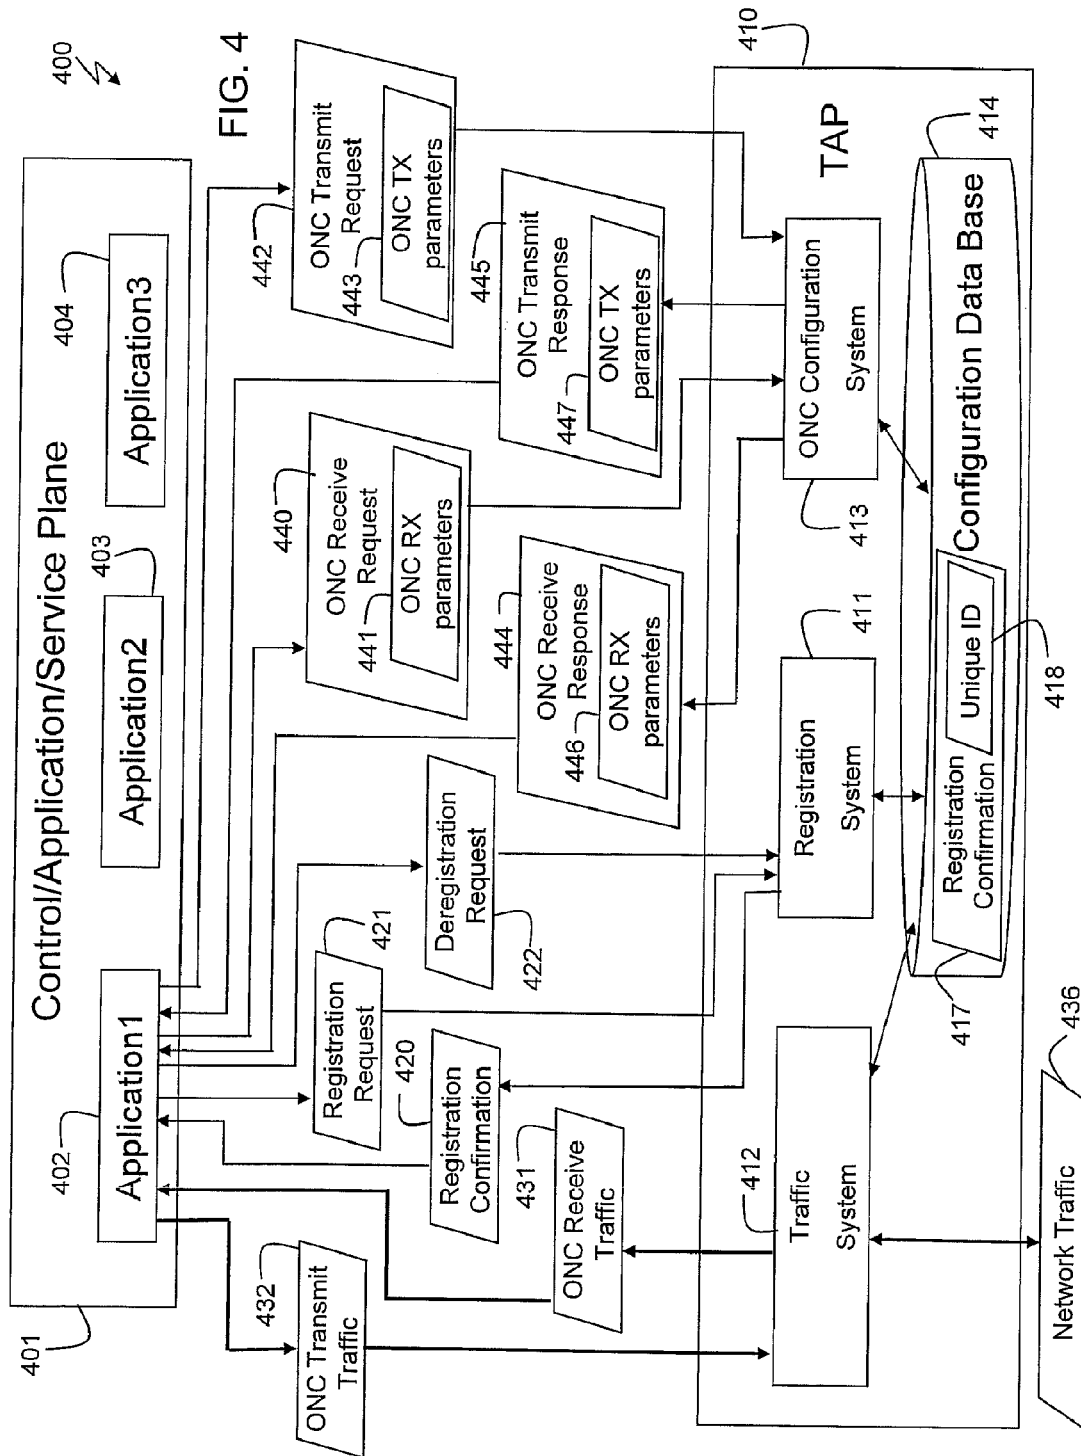 400
FIG. 4
Control/Application/Service Plane
401
402
Application1
403
Application2
404
Application3
432
ONC Transmit
Traffic
431
ONC Receive
Traffic
420
Registration
Confirmation
421
Registration
Request
422
Deregistration
Request
440
ONC Receive
Request
441
ONC RX
parameters
442
ONC Transmit
Request
443
ONC TX
parameters
444
ONC Receive
Response
446
ONC RX
parameters
445
ONC Transmit
Response
447
ONC TX
parameters
410
TAP
412
Traffic
System
411
Registration
System
413
ONC Configuration
System
414
Configuration Data Base
417
Registration
Confirmation
Unique ID
418
436
Network Traffic